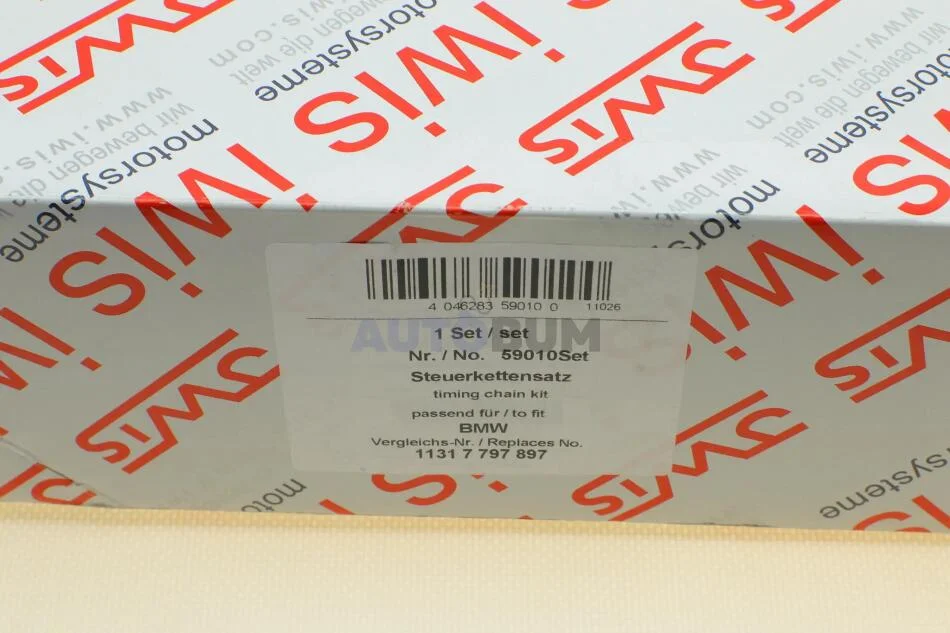 iwis
motorsysteme
wir bewegen die welt
www.iwis.com
4 046283 59010 0 11026
AUTOBUM
1 Set / set
Nr. / No. 59010Set
Steuerkettensatz
timing chain kit
passend für / to fit
BMW
Vergleichs-Nr. / Replaces No.
1131 7 797 897